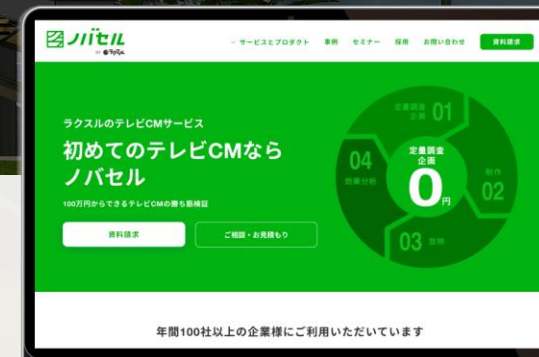 ノバセル
BY ラクスル
サービスとプロダクト 事例 セミナー 採用 お問い合わせ 資料請求
ラクスルのテレビCMサービス
初めてのテレビCMなら
ノバセル
100万円からできるテレビCMの勝ち筋検証
資料請求 ご相談・お見積もり
定量調査
企画 01
制作
02
03 放映
04
効果分析
定量調査
企画
0円
年間100社以上の企業様にご利用いただいています